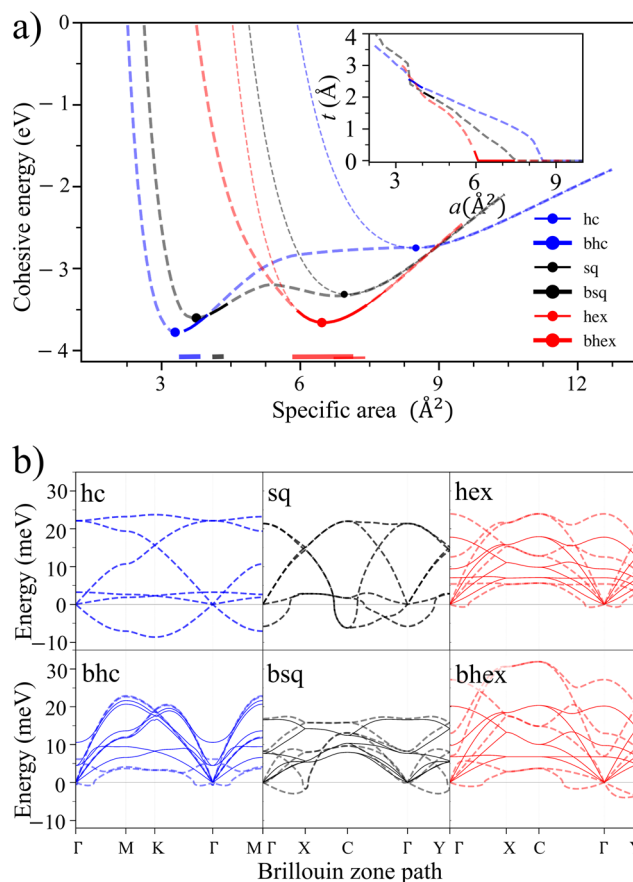 a)
0
−1
−2
−3
−4
Cohesive energy (eV)
3 6 9 12
Specific area (Å²)
4
3
2
1
0
t (Å)
3 6 9
a(Å²)
hc
bhc
sq
bsq
hex
bhex
b)
hc sq hex
30
20
10
0
−10
Energy (meV)
bhc bsq bhex
30
20
10
0
−10
Energy (meV)
Γ M K Γ M Γ X C Γ Y Γ X C Γ Y
Brillouin zone path